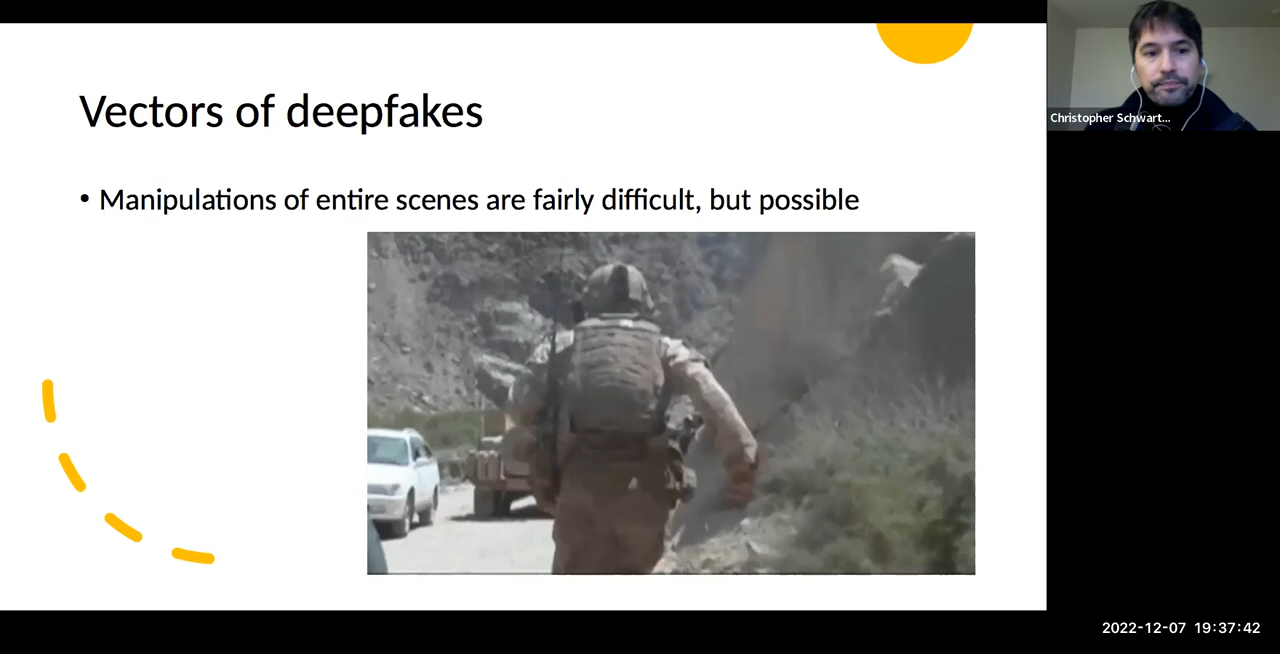 Vectors of deepfakes
• Manipulations of entire scenes are fairly difficult, but possible
Christopher Schwart...
2022-12-07 19:37:42